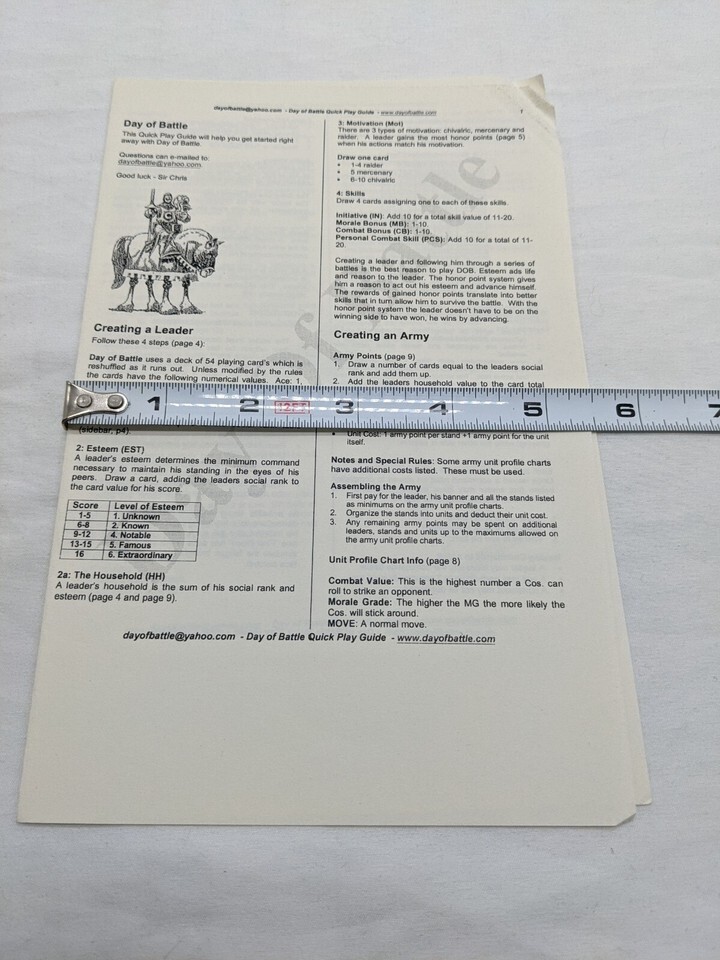 dayofbattle@yahoo.com - Day of Battle Quick Play Guide - www.dayofbattle.com 1
Day of Battle
This Quick Play Guide will help you get started right
away with Day of Battle.
Questions can e-mailed to:
dayofbattle@yahoo.com.
Good luck - Sir Chris
Creating a Leader
Follow these 4 steps (page 4):
Day of Battle uses a deck of 54 playing card's which is
reshuffled as it runs out. Unless modified by the rules
the cards have the following numerical values. Ace: 1,
(sidebar, p4)
2: Esteem (EST)
A leader's esteem determines the minimum command
necessary to maintain his standing in the eyes of his
peers. Draw a card, adding the leaders social rank to
the card value for his score.
Score Level of Esteem
1-5 1. Unknown
6-8 2. Known
9-12 4. Notable
13-15 5. Famous
16 6. Extraordinary
2a: The Household (HH)
A leader's household is the sum of his social rank and
esteem (page 4 and page 9).
3: Motivation (Mot)
There are 3 types of motivation: chivalric, mercenary and
raider. A leader gains the most honor points (page 5)
when his actions match his motivation.
Draw one card
• 1-4 raider
• 5 mercenary
• 6-10 chivalric
4: Skills
Draw 4 cards assigning one to each of these skills.
Initiative (IN): Add 10 for a total skill value of 11-20.
Morale Bonus (MB): 1-10.
Combat Bonus (CB): 1-10.
Personal Combat Skill (PCS): Add 10 for a total of 11-
20.
Creating a leader and following him through a series of
battles is the best reason to play DOB. Esteem ads life
and reason to the leader. The honor point system gives
him a reason to act out his esteem and advance himself.
The rewards of gained honor points translate into better
skills that in turn allow him to survive the battle. With the
honor point system the leader doesn't have to be on the
winning side to have won, he wins by advancing.
Creating an Army
Army Points (page 9)
1. Draw a number of cards equal to the leaders social
rank and add them up.
2. Add the leaders household value to the card total
1 2 12FT 3 4 5 6 7
• Unit Cost: 1 army point per stand +1 army point for the unit
itself.
Notes and Special Rules: Some army unit profile charts
have additional costs listed. These must be used.
Assembling the Army
1. First pay for the leader, his banner and all the stands listed
as minimums on the army unit profile charts.
2. Organize the stands into units and deduct their unit cost.
3. Any remaining army points may be spent on additional
leaders, stands and units up to the maximums allowed on
the army unit profile charts.
Unit Profile Chart Info (page 8)
Combat Value: This is the highest number a Cos. can
roll to strike an opponent.
Morale Grade: The higher the MG the more likely the
Cos. will stick around.
MOVE: A normal move.
dayofbattle@yahoo.com - Day of Battle Quick Play Guide - www.dayofbattle.com